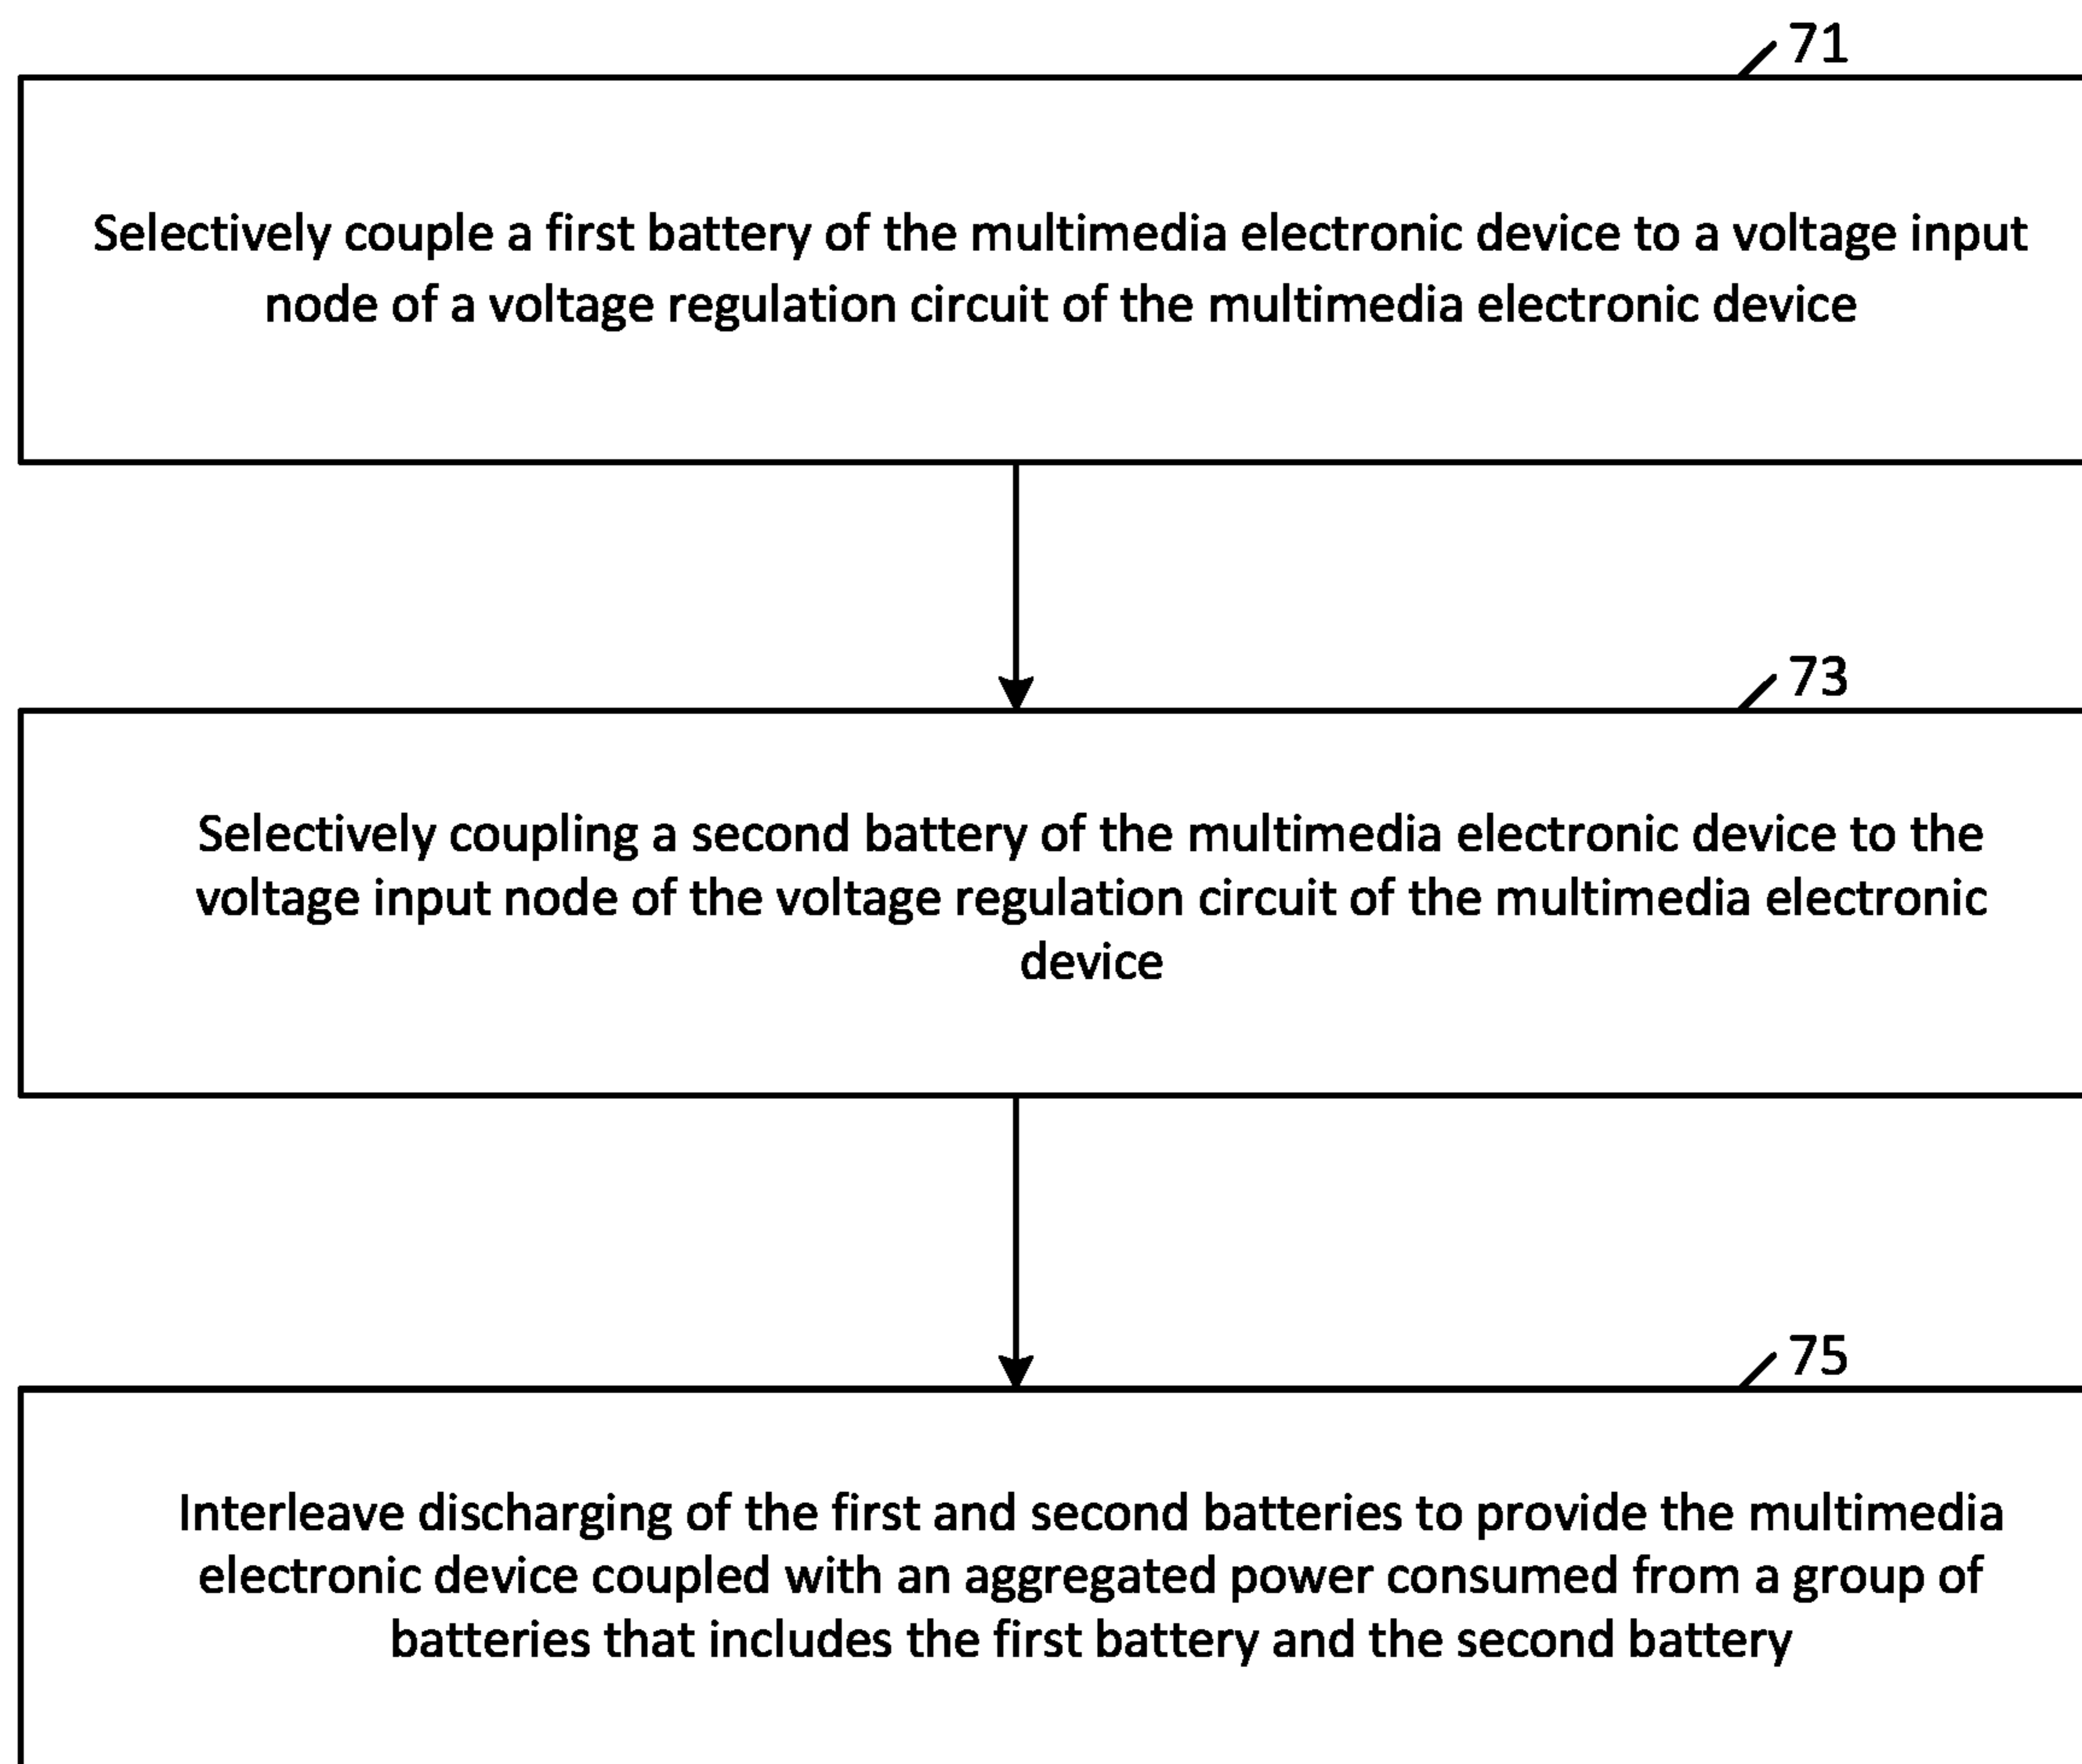 71
Selectively couple a first battery of the multimedia electronic device to a voltage input
node of a voltage regulation circuit of the multimedia electronic device
73
Selectively coupling a second battery of the multimedia electronic device to the
voltage input node of the voltage regulation circuit of the multimedia electronic
device
75
Interleave discharging of the first and second batteries to provide the multimedia
electronic device coupled with an aggregated power consumed from a group of
batteries that includes the first battery and the second battery